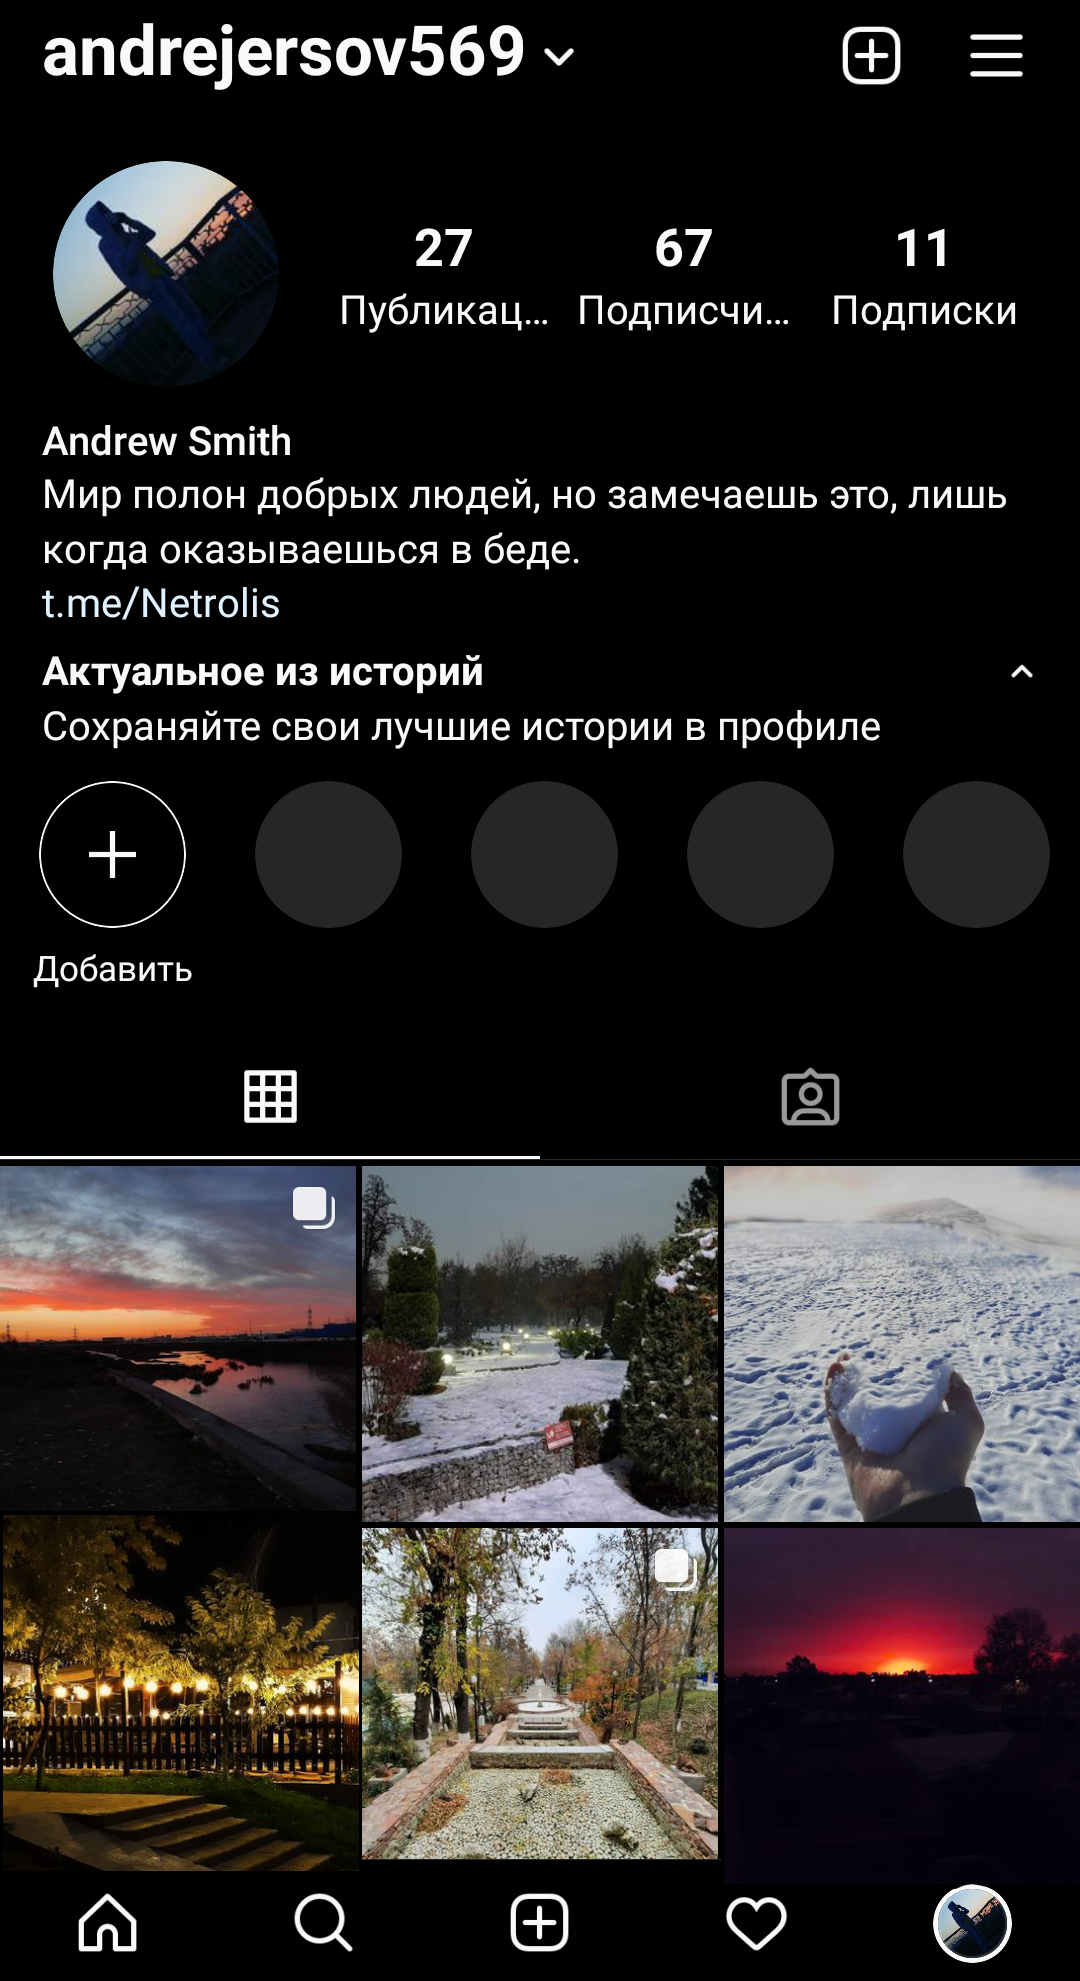 andrejersov569
27 67 11
Публикац... Подписчи... Подписки
Andrew Smith
Мир полон добрых людей, но замечаешь это, лишь
когда оказываешься в беде.
t.me/Netrolis
Актуальное из историй
Сохраняйте свои лучшие истории в профиле
Добавить